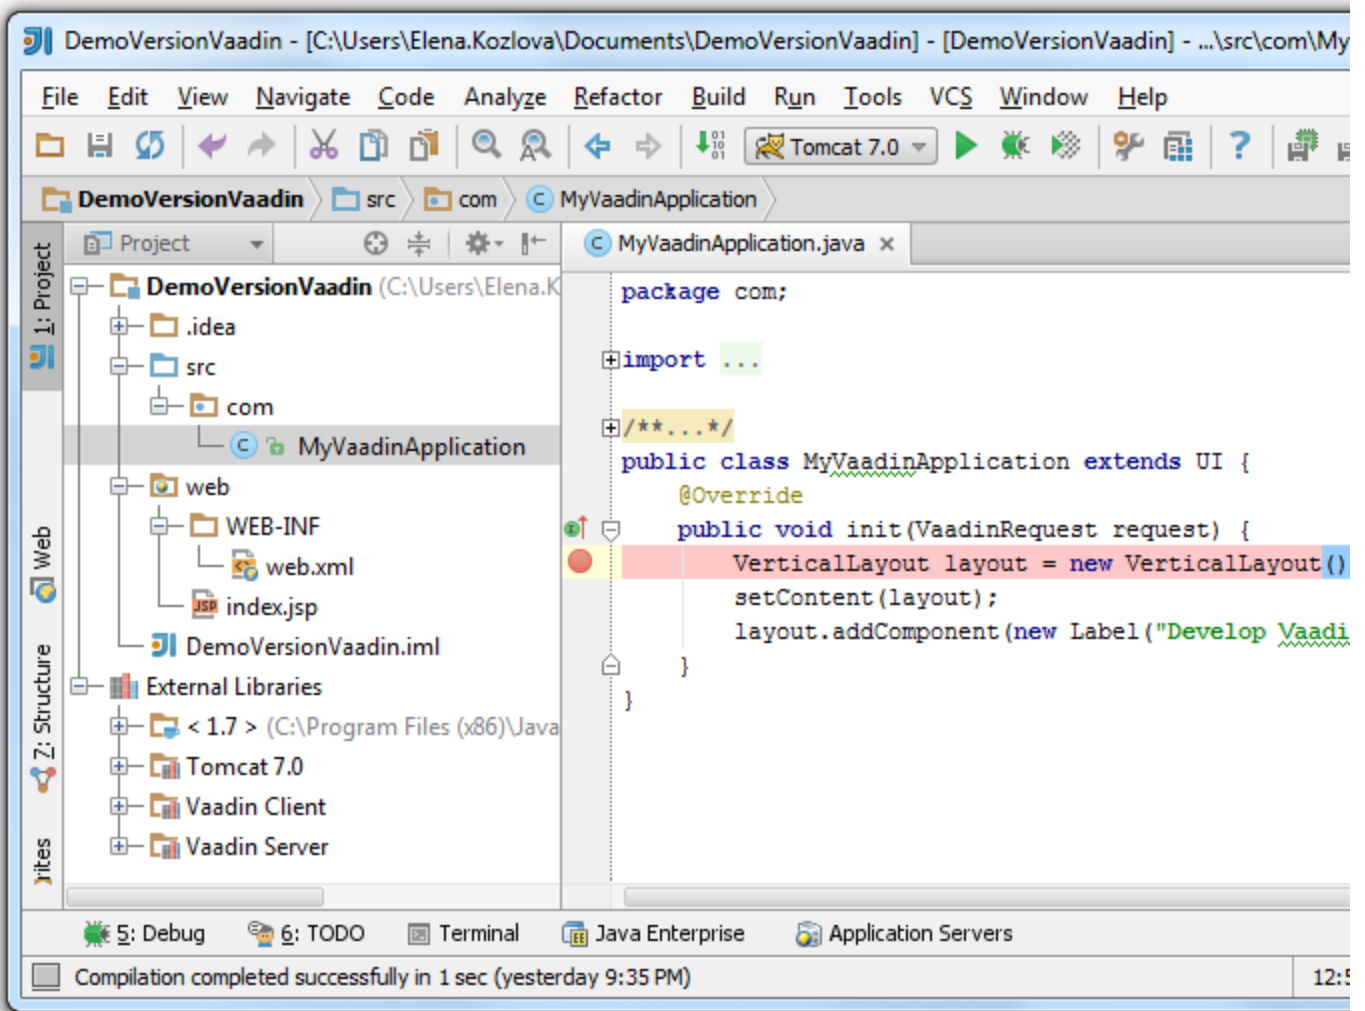 DemoVersionVaadin - [C:\Users\Elena.Kozlova\Documents\DemoVersionVaadin] - [DemoVersionVaadin] - ...\src\com\My
File Edit View Navigate Code Analyze Refactor Build Run Tools VCS Window Help
Tomcat 7.0
DemoVersionVaadin src com MyVaadinApplication
1: Project
Web
7: Structure
rites
Project
DemoVersionVaadin (C:\Users\Elena.K
.idea
src
com
MyVaadinApplication
web
WEB-INF
web.xml
JSP index.jsp
DemoVersionVaadin.iml
External Libraries
< 1.7 > (C:\Program Files (x86)\Java
Tomcat 7.0
Vaadin Client
Vaadin Server
MyVaadinApplication.java
package com;
import ...
/**...*/
public class MyVaadinApplication extends UI {
@Override
public void init(VaadinRequest request) {
VerticalLayout layout = new VerticalLayout()
setContent(layout);
layout.addComponent(new Label("Develop Vaadi
}
}
5: Debug 6: TODO Terminal Java Enterprise Application Servers
Compilation completed successfully in 1 sec (yesterday 9:35 PM)
12:5